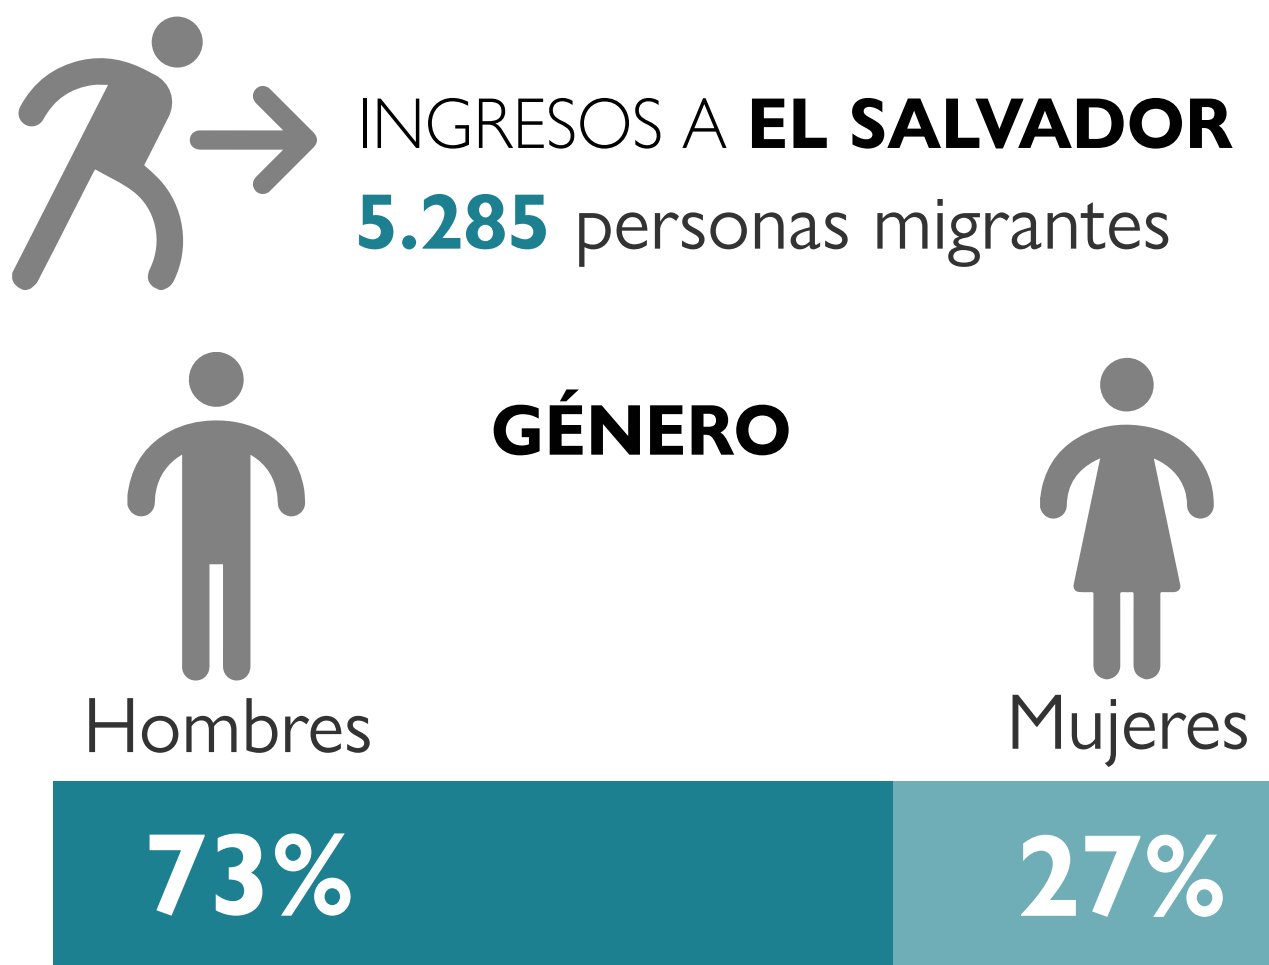 INGRESOS A EL SALVADOR
5.285 personas migrantes
GÉNERO
Hombres
Mujeres
73%
27%